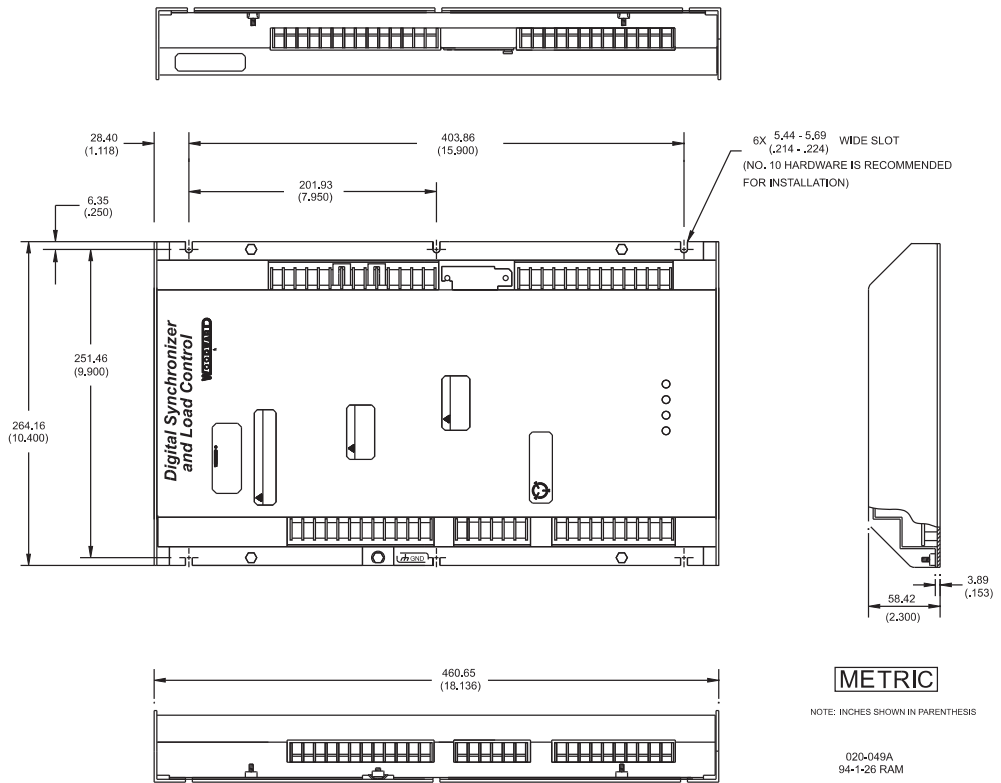 28.40
(1.118)
403.86
(15.900)
6X 5.44 - 5.69 WIDE SLOT
(.214 - .224)
(NO. 10 HARDWARE IS RECOMMENDED
FOR INSTALLATION)
201.93
(7.950)
6.35
(.250)
251.46
(9.900)
264.16
(10.400)
Digital Synchronizer
and Load Control
WOODWARD
GND
3.89
(.153)
58.42
(2.300)
460.65
(18.136)
METRIC
NOTE: INCHES SHOWN IN PARENTHESIS
020-049A
94-1-26 RAM